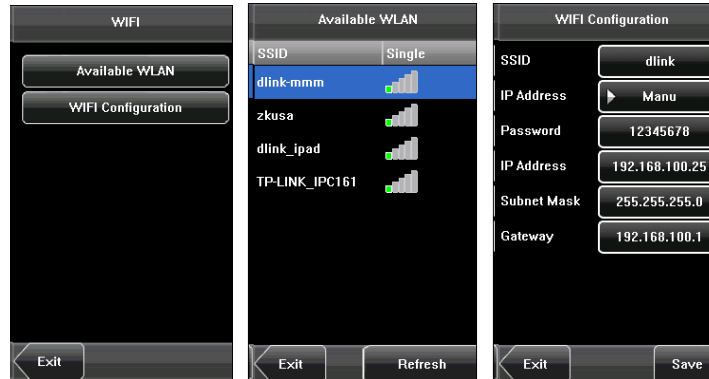 WIFI
Available WLAN
WIFI Configuration
Exit
Available WLAN
SSID Single
dlink-mmm
zkusa
dlink_ipad
TP-LINK_IPC161
Exit Refresh
WIFI Configuration
SSID dlink
IP Address Manu
Password 12345678
IP Address 192.168.100.25
Subnet Mask 255.255.255.0
Gateway 192.168.100.1
Exit Save